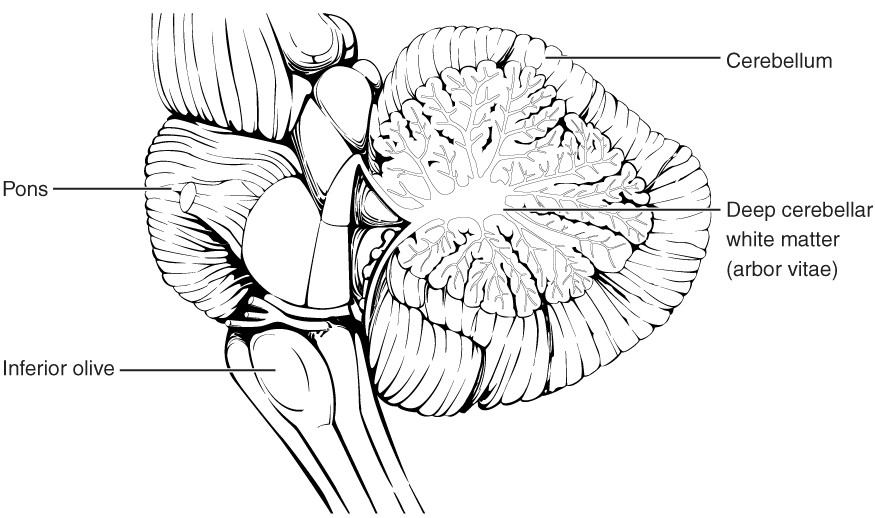 Cerebellum
Pons
Deep cerebellar
white matter
(arbor vitae)
Inferior olive